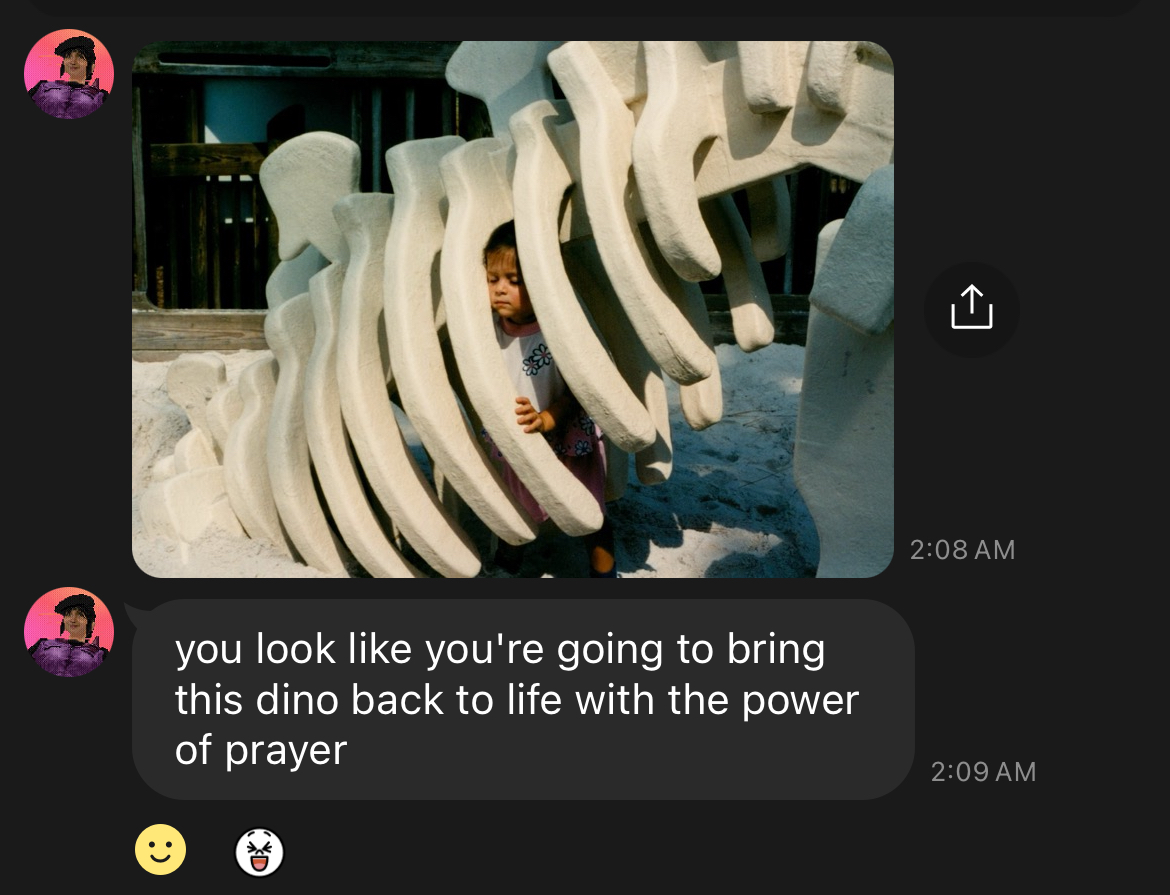 2:08 AM
you look like you're going to bring
this dino back to life with the power
of prayer
2:09 AM